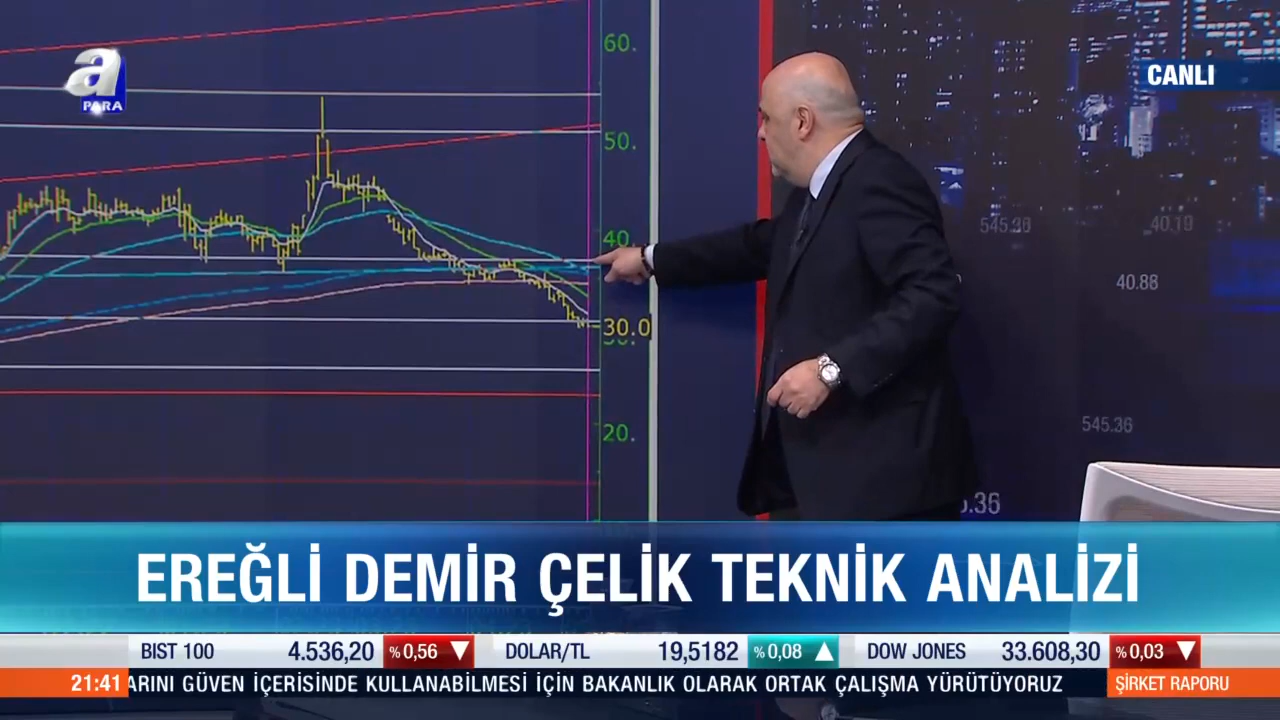 a
PARA
CANLI
60.
50.
40.
30.0
20.
545.36
40.19
40.88
545.36
EREĞLİ DEMİR ÇELİK TEKNİK ANALİZİ
BIST 100 4.536,20 %0,56 DOLAR/TL 19,5182 %0,08 DOW JONES 33.608,30 %0,03
21:41 ARINI GÜVEN İÇERİSİNDE KULLANABİLMESİ İÇİN BAKANLIK OLARAK ORTAK ÇALIŞMA YÜRÜTÜYORUZ ŞİRKET RAPORU